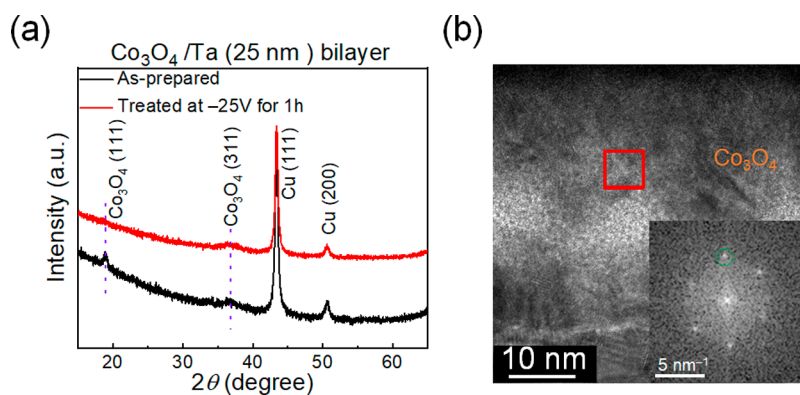 (a)
Co₃O₄ /Ta (25 nm ) bilayer
As-prepared
Treated at –25V for 1h
Co₃O₄ (111)
Co₃O₄ (311)
Cu (111)
Cu (200)
Intensity (a.u.)
20 30 40 50 60
2θ (degree)
(b)
Co₃O₄
10 nm
5 nm⁻¹